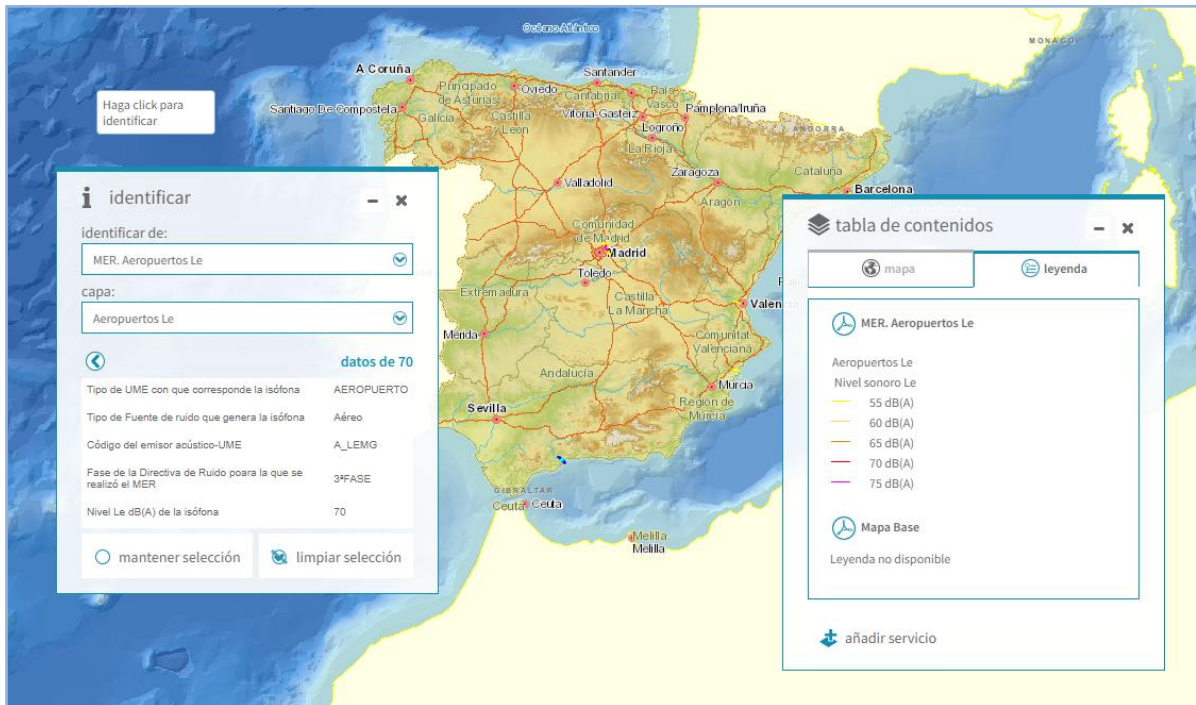 Océano Atlántico
MONACO
A Coruña
Santander
Principado
de Asturias
Oviedo
Cantabria
País
Vasco
Haga click para
identificar
Santiago De Compostela
Galicia
Castilla
y León
Vitoria-Gasteiz
Pamplona/Iruña
Logroño
La Rioja
ANDORRA
Valladolid
Zaragoza
Cataluña
Barcelona
Aragón
Comunidad
de Madrid
Madrid
Toledo
Extremadura
Castilla
La Mancha
Valen
Mérida
Comunitat
Valenciana
Andalucía
Murcia
Sevilla
Región de
Murcia
GIBRALTAR
Ceuta
Ceuta
Melilla
Melilla
identificar
identificar de:
MER. Aeropuertos Le
capa:
Aeropuertos Le
datos de 70
Tipo de UME con que corresponde la isófona AEROPUERTO
Tipo de Fuente de ruido que genera la isófona Aéreo
Código del emisor acústico-UME A_LEMG
Fase de la Directiva de Ruido poara la que se
realizó el MER 3ªFASE
Nivel Le dB(A) de la isófona 70
mantener selección limpiar selección
tabla de contenidos
mapa leyenda
MER. Aeropuertos Le
Aeropuertos Le
Nivel sonoro Le
55 dB(A)
60 dB(A)
65 dB(A)
70 dB(A)
75 dB(A)
Mapa Base
Leyenda no disponible
añadir servicio